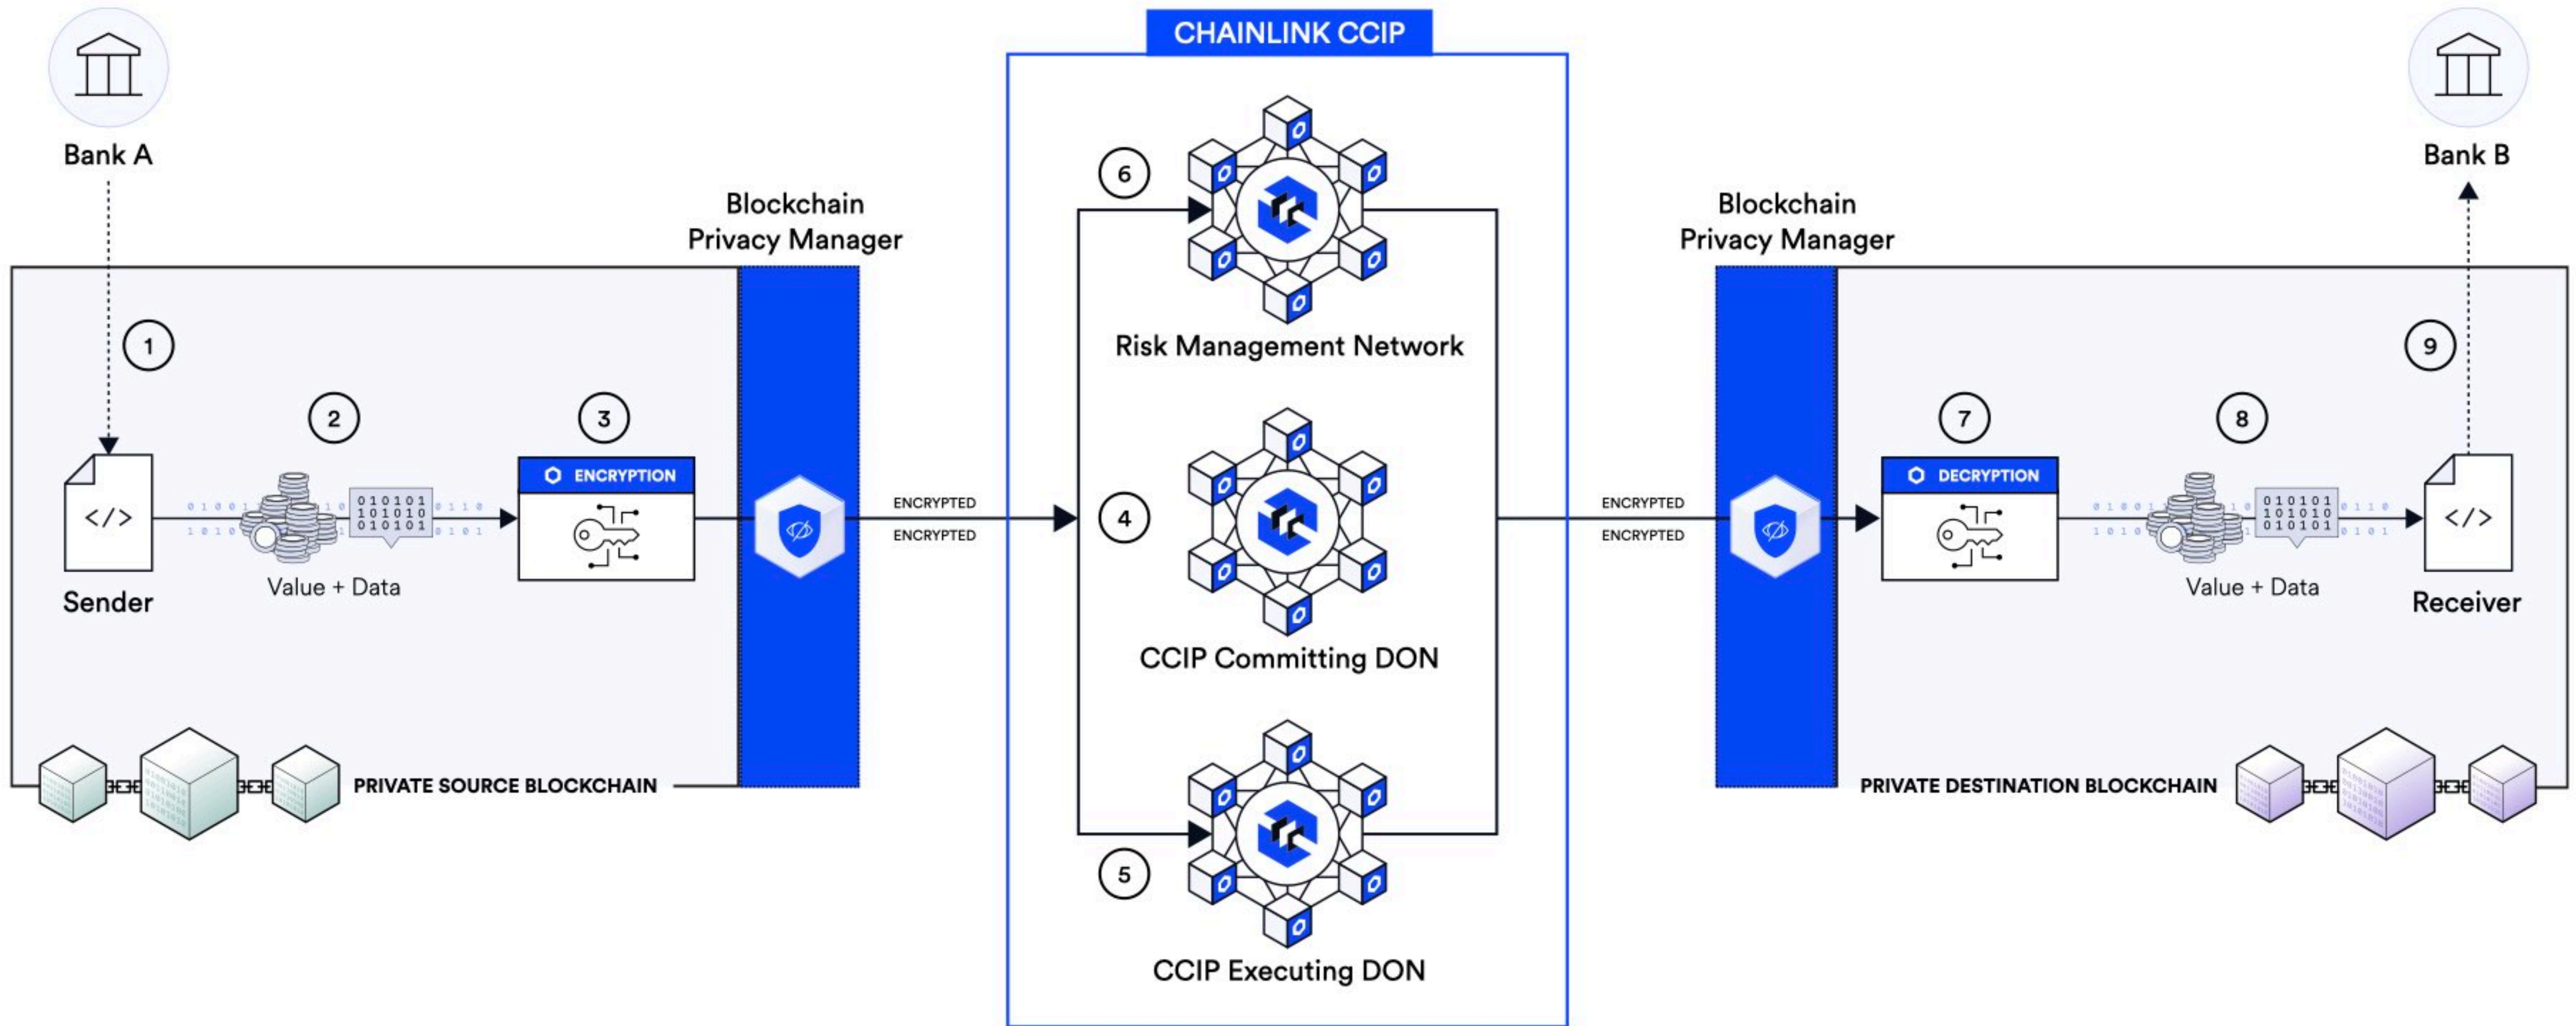 CHAINLINK CCIP
Bank A
Bank B
Blockchain
Privacy Manager
Blockchain
Privacy Manager
1
2
3
4
5
6
7
8
9
ENCRYPTION
</>
010101
101010
010101
Value + Data
Sender
ENCRYPTED
ENCRYPTED
Risk Management Network
CCIP Committing DON
CCIP Executing DON
ENCRYPTED
ENCRYPTED
DECRYPTION
010101
101010
010101
</>
Value + Data
Receiver
PRIVATE SOURCE BLOCKCHAIN
PRIVATE DESTINATION BLOCKCHAIN